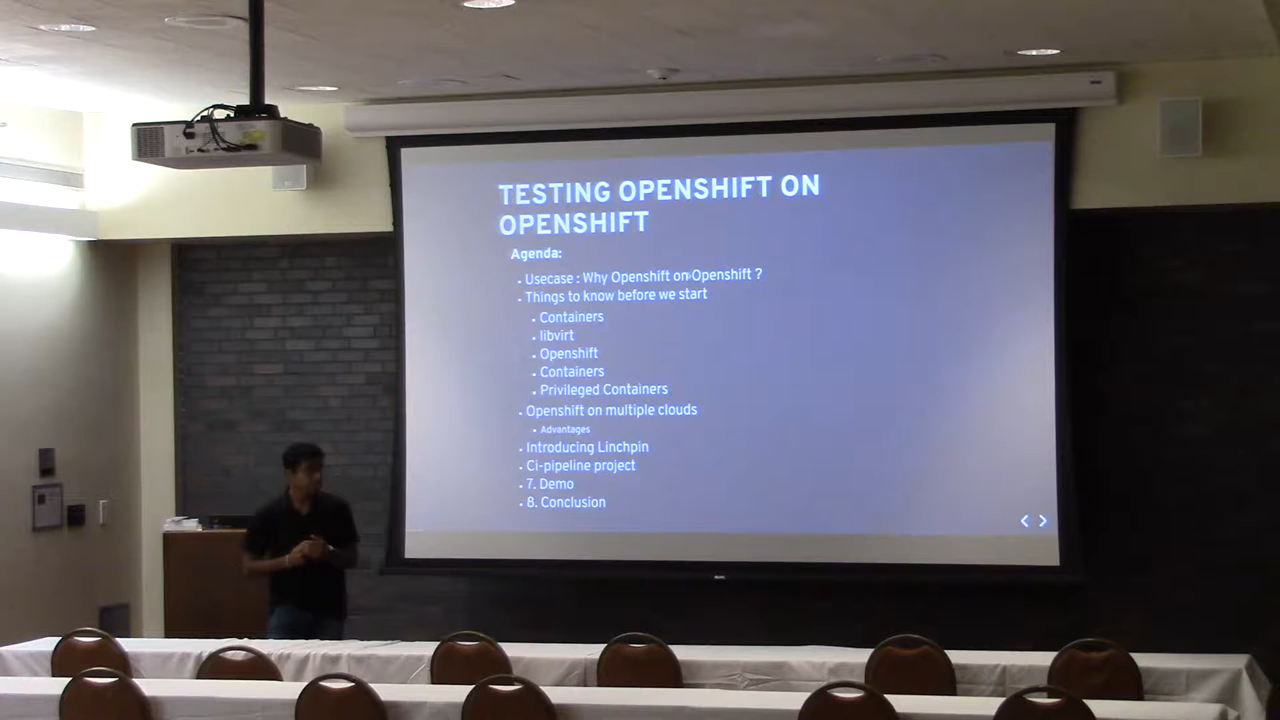 TESTING OPENSHIFT ON
OPENSHIFT
Agenda:
Usecase : Why Openshift on Openshift ?
Things to know before we start
Containers
libvirt
Openshift
Containers
Privileged Containers
Openshift on multiple clouds
Advantages
Introducing Linchpin
Ci-pipeline project
7. Demo
8. Conclusion